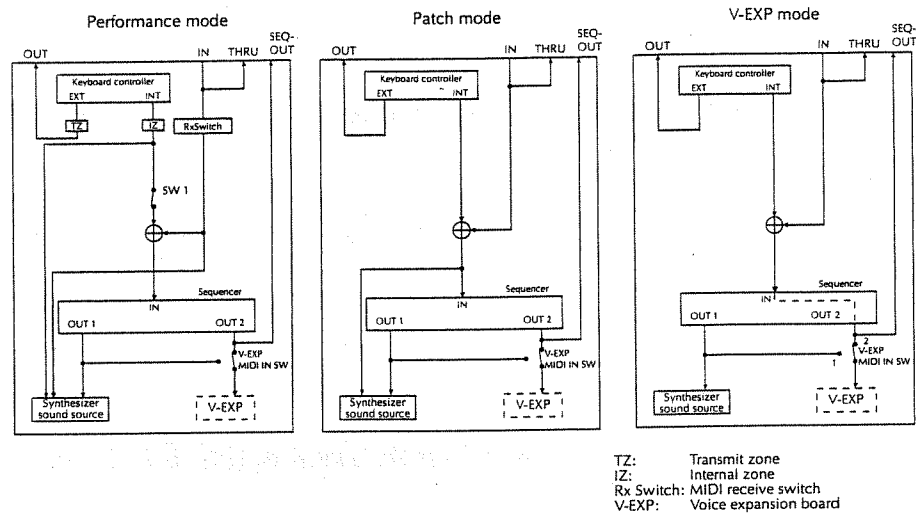 Performance mode
OUT
IN
THRU
SEQ-
OUT
Keyboard controller
EXT
INT
TZ
IZ
RxSwitch
SW 1
Sequencer
IN
OUT 1
OUT 2
V-EXP
MIDI IN SW
Synthesizer
sound source
V-EXP
Patch mode
OUT
IN
THRU
SEQ-
OUT
Keyboard controller
EXT
INT
Sequencer
IN
OUT 1
OUT 2
V-EXP
MIDI IN SW
Synthesizer
sound source
V-EXP
V-EXP mode
OUT
IN
THRU
SEQ-
OUT
Keyboard controller
EXT
INT
Sequencer
IN
OUT 1
OUT 2
2
V-EXP
1
MIDI IN SW
Synthesizer
sound source
V-EXP
TZ: Transmit zone
IZ: Internal zone
Rx Switch: MIDI receive switch
V-EXP: Voice expansion board